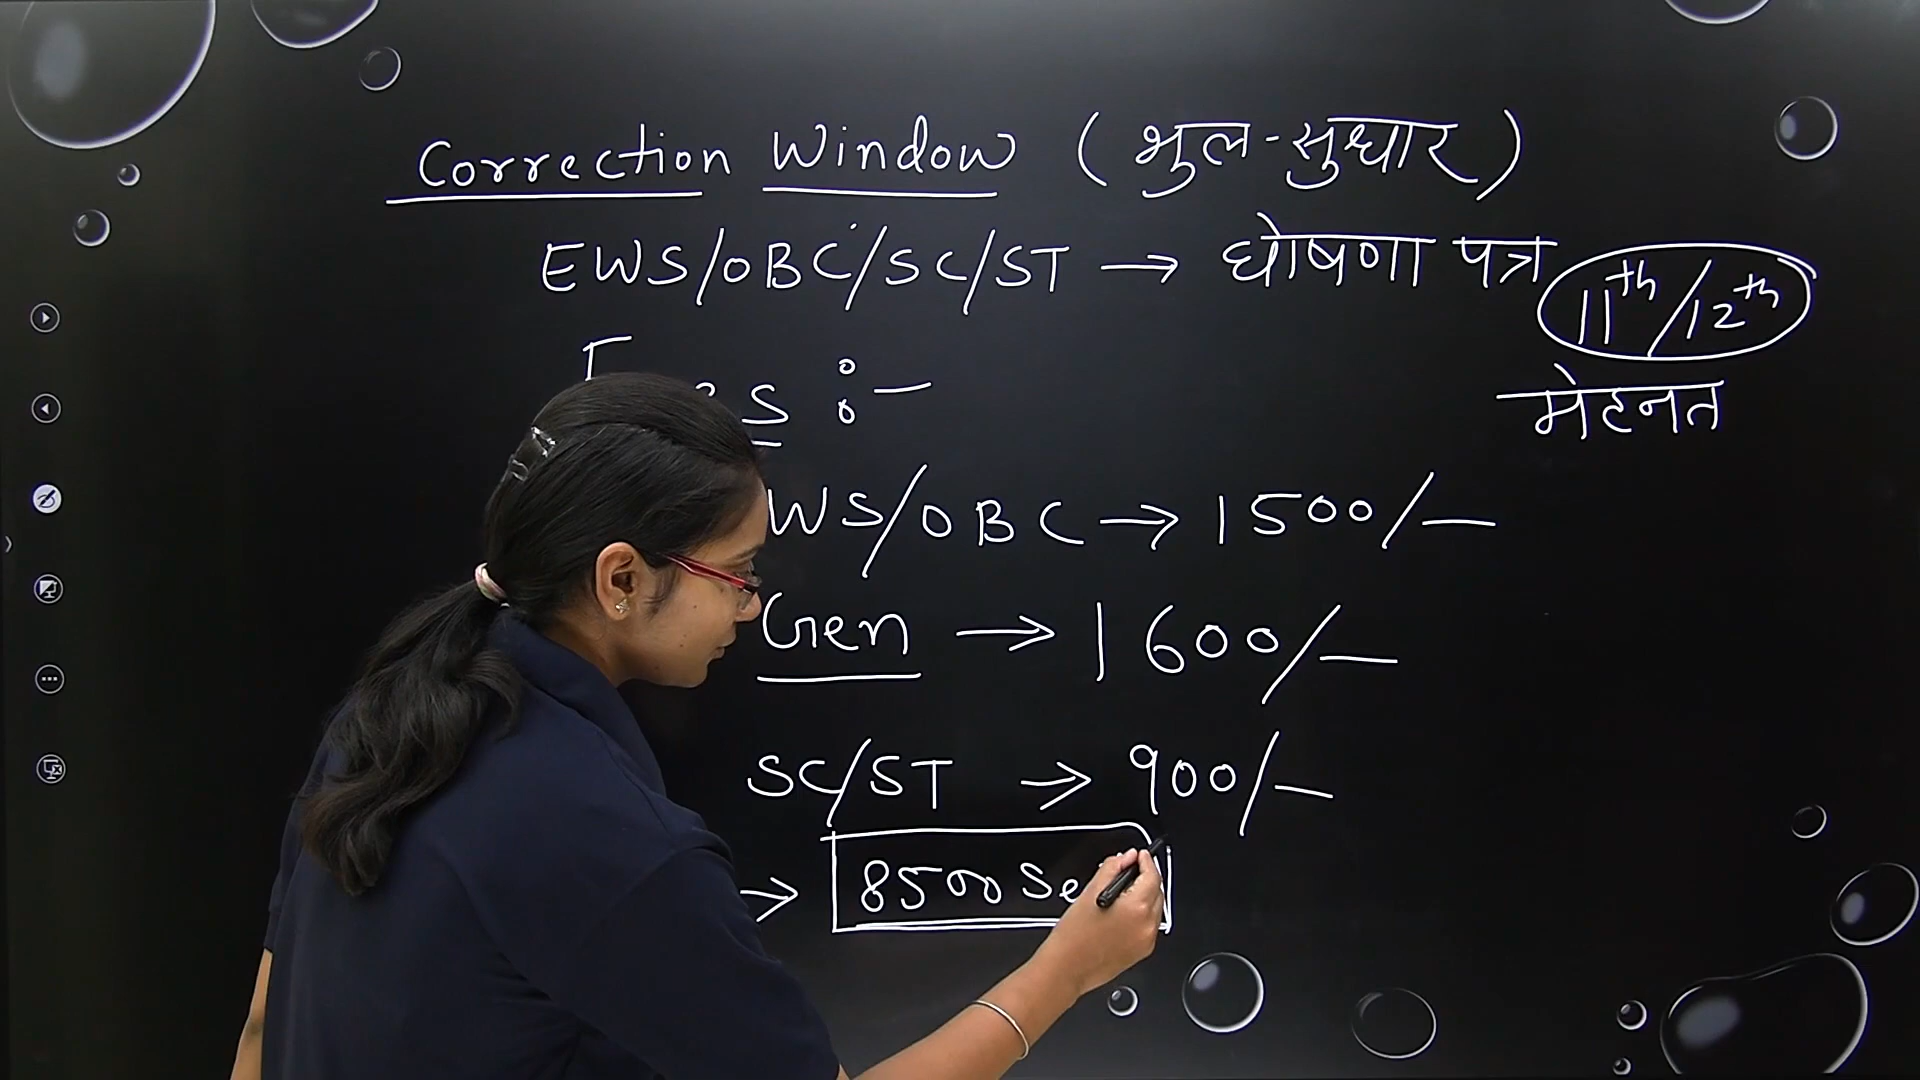 Correction Window (भुल-सुधार)
EWS/OBC/SC/ST → घोषणा पत्र 11th/12th
मेहनत
WS/OBC → 1500/-
Gen → 1600/-
SC/ST → 900/-
→ 8500